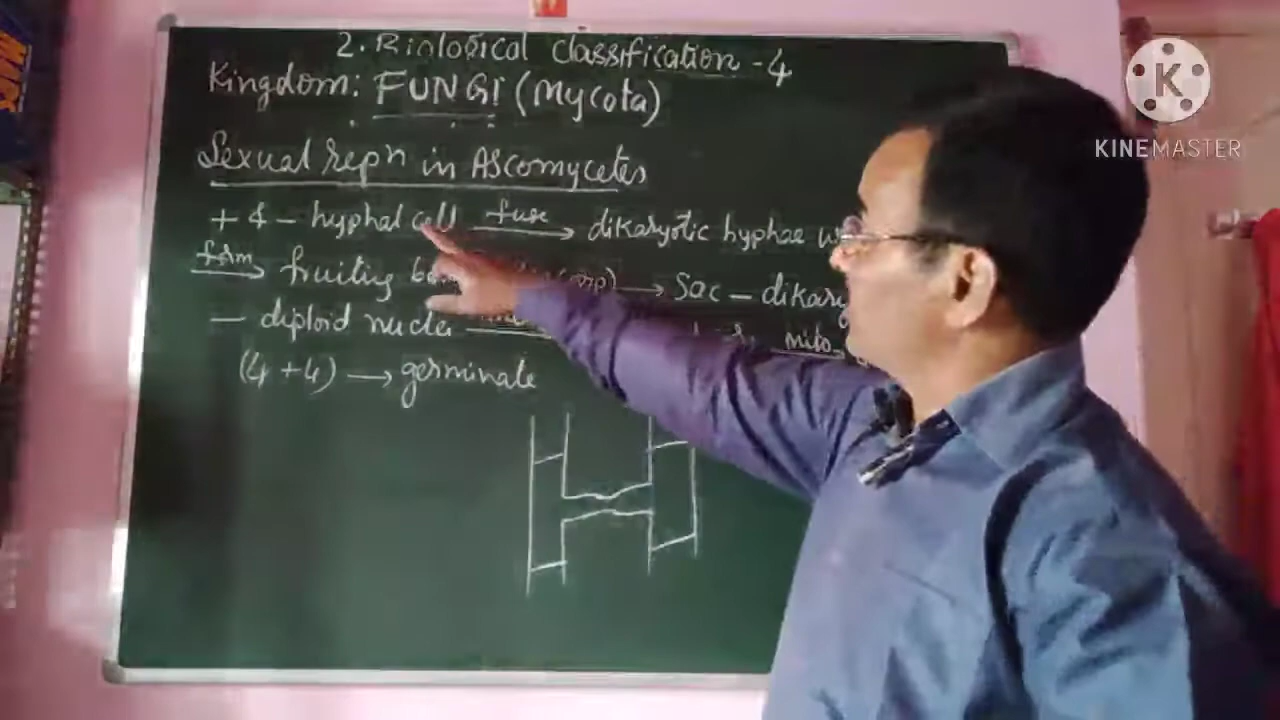 2. Biological classification - 4
Kingdom: FUNGI (Mycota)
Sexual repn in Ascomycetes
+ & - hyphal cell fuse → dikaryotic hyphae
form → fruiting → Sac - dikary
- diploid nuclei mito →
(4 + 4) → germinate
K
KINEMASTER